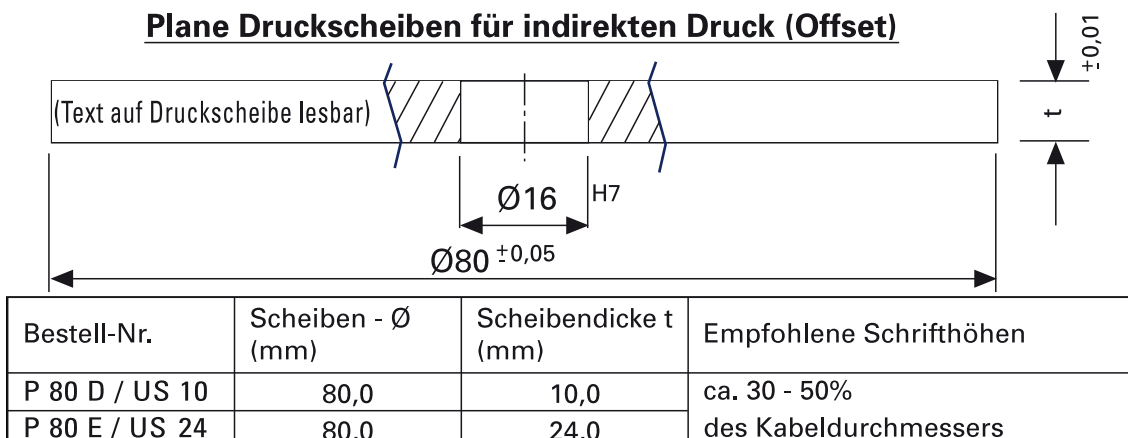 Plane Druckscheiben für indirekten Druck (Offset)
±0,01
(Text auf Druckscheibe lesbar)
t
Ø16 H7
Ø80 ±0,05
Bestell-Nr. Scheiben - Ø (mm) Scheibendicke t (mm) Empfohlene Schrifthöhen
P 80 D / US 10 80,0 10,0 ca. 30 - 50%
P 80 E / US 24 80,0 24,0 des Kabeldurchmessers